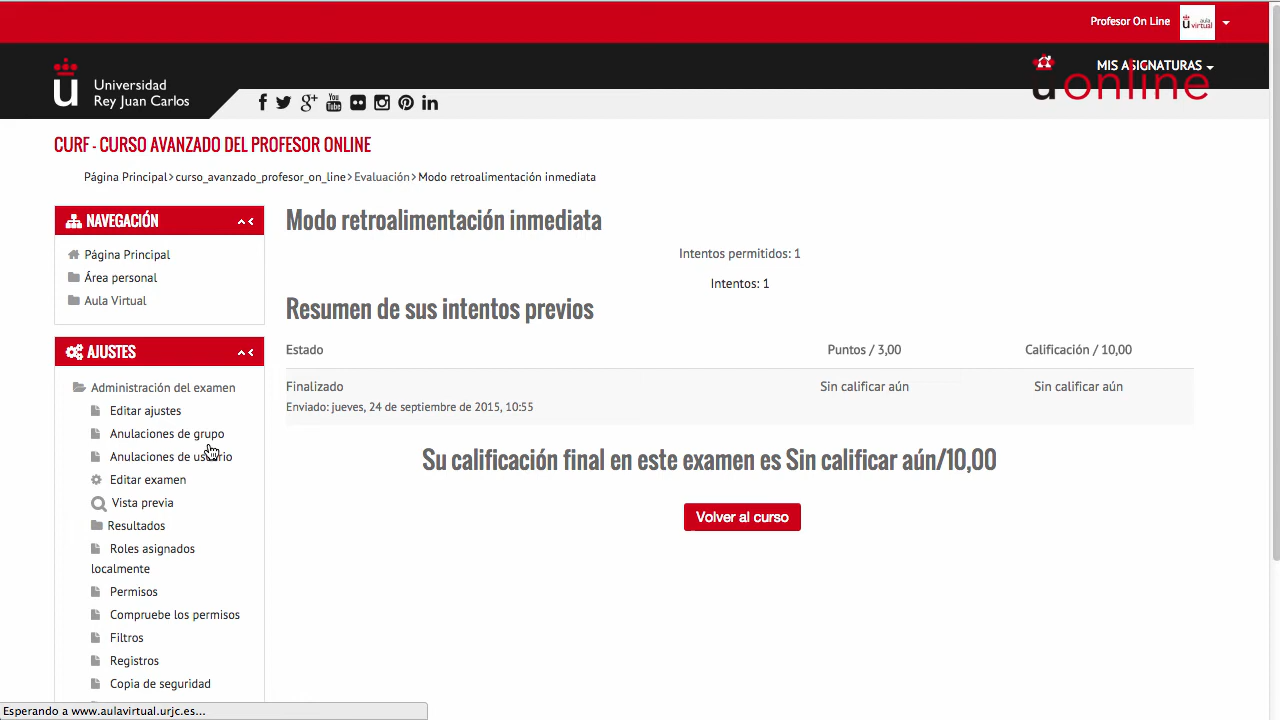 Profesor On Line
aula virtual
Universidad
Rey Juan Carlos
MIS ASIGNATURAS
u online
CURF - CURSO AVANZADO DEL PROFESOR ONLINE
Página Principal > curso_avanzado_profesor_on_line > Evaluación > Modo retroalimentación inmediata
NAVEGACIÓN
Página Principal
Área personal
Aula Virtual
AJUSTES
Administración del examen
Editar ajustes
Anulaciones de grupo
Anulaciones de usuario
Editar examen
Vista previa
Resultados
Roles asignados
localmente
Permisos
Compruebe los permisos
Filtros
Registros
Copia de seguridad
Modo retroalimentación inmediata
Intentos permitidos: 1
Intentos: 1
Resumen de sus intentos previos
Estado Puntos / 3,00 Calificación / 10,00
Finalizado Sin calificar aún Sin calificar aún
Enviado: jueves, 24 de septiembre de 2015, 10:55
Su calificación final en este examen es Sin calificar aún/10,00
Volver al curso
Esperando a www.aulavirtual.urjc.es...